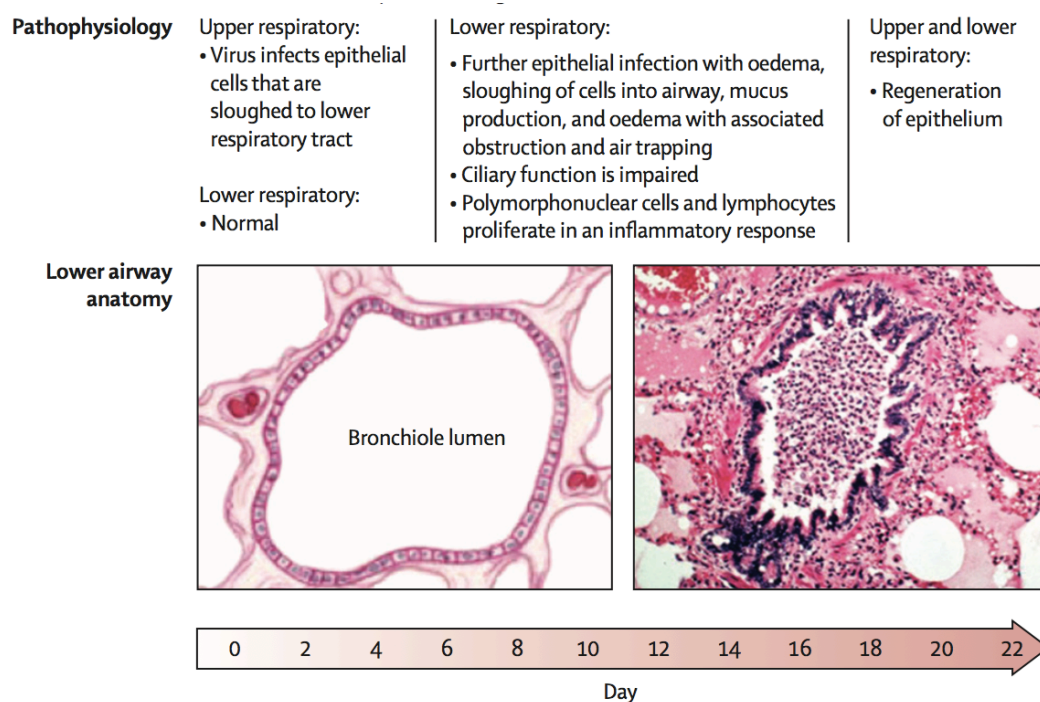 Pathophysiology
Upper respiratory:
• Virus infects epithelial
cells that are
sloughed to lower
respiratory tract
Lower respiratory:
• Normal
Lower respiratory:
• Further epithelial infection with oedema,
sloughing of cells into airway, mucus
production, and oedema with associated
obstruction and air trapping
• Ciliary function is impaired
• Polymorphonuclear cells and lymphocytes
proliferate in an inflammatory response
Upper and lower
respiratory:
• Regeneration
of epithelium
Lower airway
anatomy
Bronchiole lumen
0 2 4 6 8 10 12 14 16 18 20 22
Day